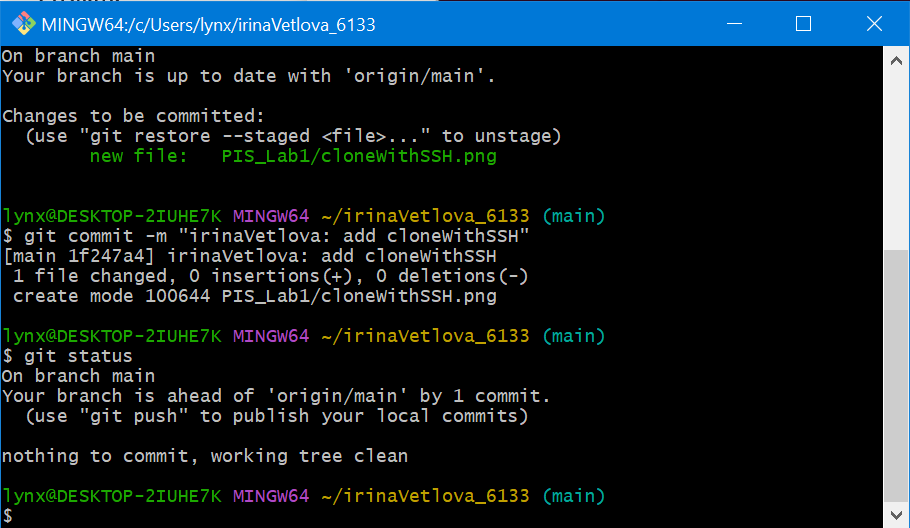 MINGW64:/c/Users/lynx/irinaVetlova_6133
On branch main
Your branch is up to date with 'origin/main'.
Changes to be committed:
  (use "git restore --staged <file>..." to unstage)
        new file:   PIS_Lab1/cloneWithSSH.png
lynx@DESKTOP-2IUHE7K MINGW64 ~/irinaVetlova_6133 (main)
$ git commit -m "irinaVetlova: add cloneWithSSH"
[main 1f247a4] irinaVetlova: add cloneWithSSH
 1 file changed, 0 insertions(+), 0 deletions(-)
 create mode 100644 PIS_Lab1/cloneWithSSH.png
lynx@DESKTOP-2IUHE7K MINGW64 ~/irinaVetlova_6133 (main)
$ git status
On branch main
Your branch is ahead of 'origin/main' by 1 commit.
  (use "git push" to publish your local commits)
nothing to commit, working tree clean
lynx@DESKTOP-2IUHE7K MINGW64 ~/irinaVetlova_6133 (main)
$